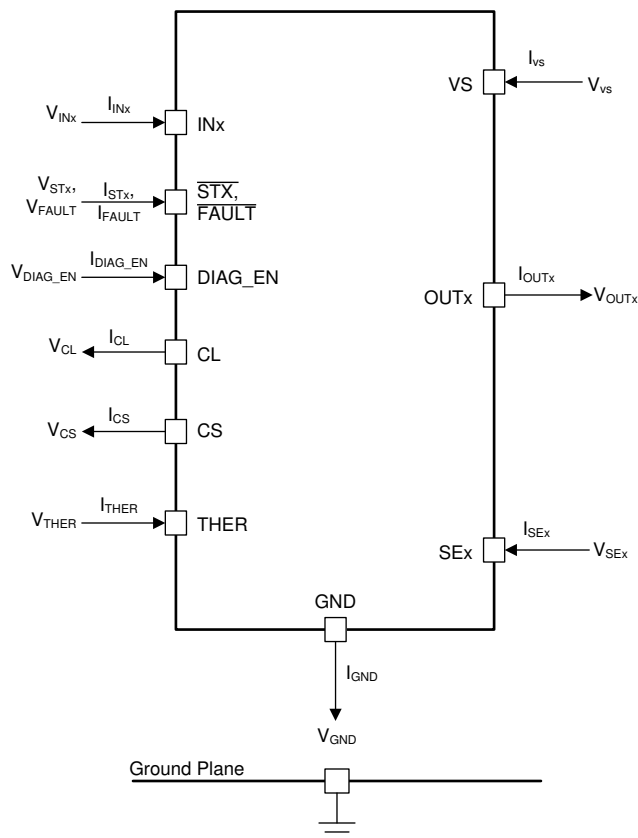 I_vs
VS
V_vs
V_INx
I_INx
INx
V_STx,
V_FAULT
I_STx,
I_FAULT
STX,
FAULT
V_DIAG_EN
I_DIAG_EN
DIAG_EN
I_OUTx
OUTx
V_OUTx
V_CL
I_CL
CL
V_CS
I_CS
CS
V_THER
I_THER
THER
I_SEx
SEx
V_SEx
GND
I_GND
V_GND
Ground Plane